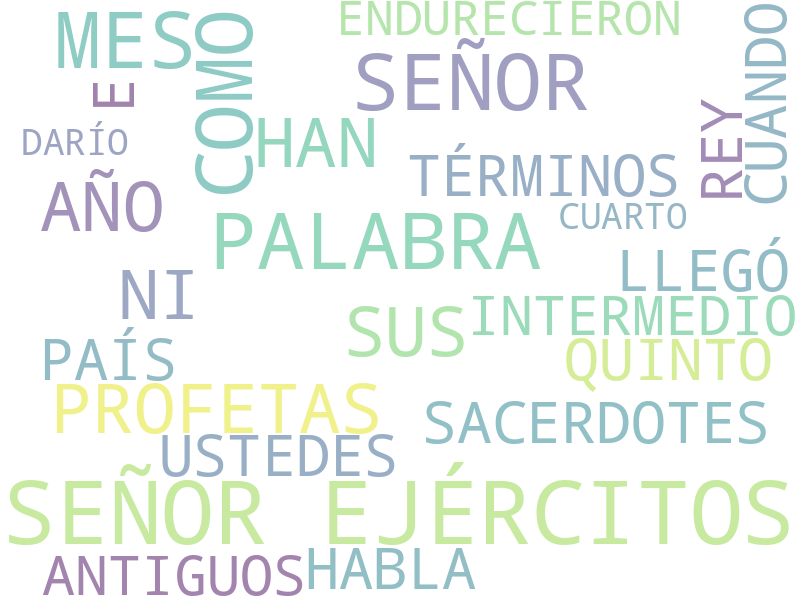 ENDURECIERON
MESO
COMO
SEÑOR
CUANDO
E
REY
DARÍO
HAN
TÉRMINOS
AÑO
CUARTO
PALABRA
LLEGÓ
NI
INTERMEDIO
SUS
PAÍS
QUINTO
PROFETAS
SACERDOTES
USTEDES
SEÑOR EJÉRCITOS
ANTIGUOS
HABLA